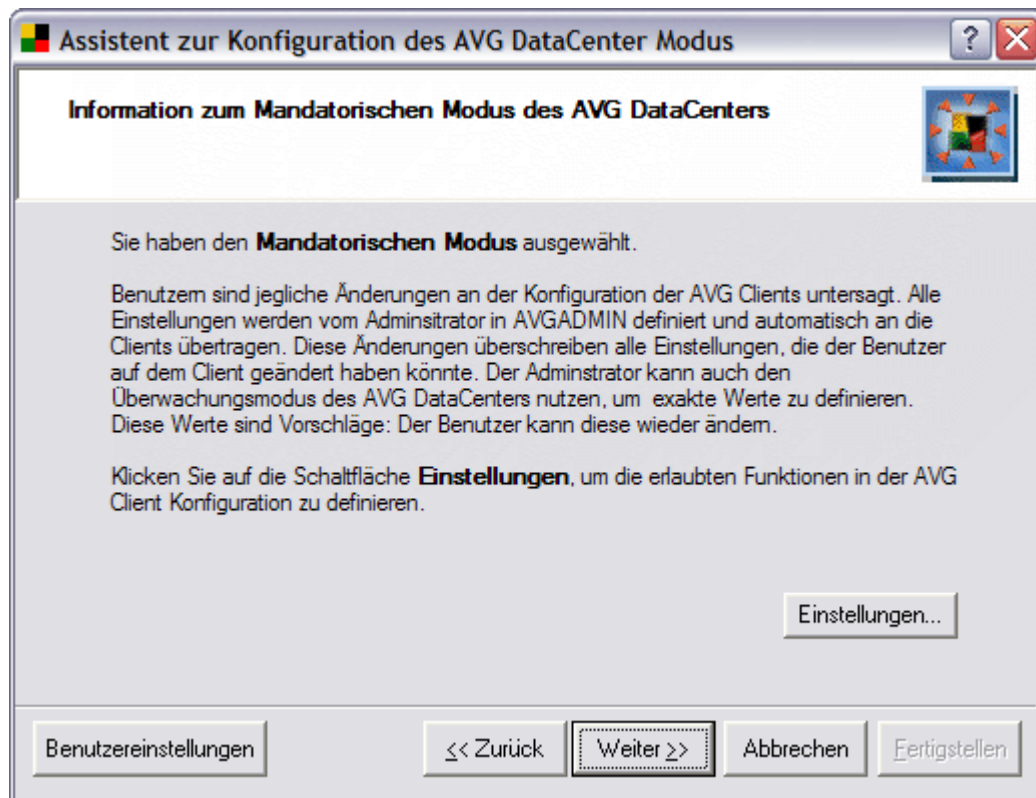 Assistent zur Konfiguration des AVG DataCenter Modus
Information zum Mandatorischen Modus des AVG DataCenters
Sie haben den Mandatorischen Modus ausgewählt.
Benutzern sind jegliche Änderungen an der Konfiguration der AVG Clients untersagt. Alle
Einstellungen werden vom Adminsitrator in AVGADMIN definiert und automatisch an die
Clients übertragen. Diese Änderungen überschreiben alle Einstellungen, die der Benutzer
auf dem Client geändert haben könnte. Der Adminstrator kann auch den
Überwachungsmodus des AVG DataCenters nutzen, um exakte Werte zu definieren.
Diese Werte sind Vorschläge: Der Benutzer kann diese wieder ändern.
Klicken Sie auf die Schaltfläche Einstellungen, um die erlaubten Funktionen in der AVG
Client Konfiguration zu definieren.
Einstellungen...
Benutzereinstellungen
<< Zurück
Weiter >>
Abbrechen
Fertigstellen